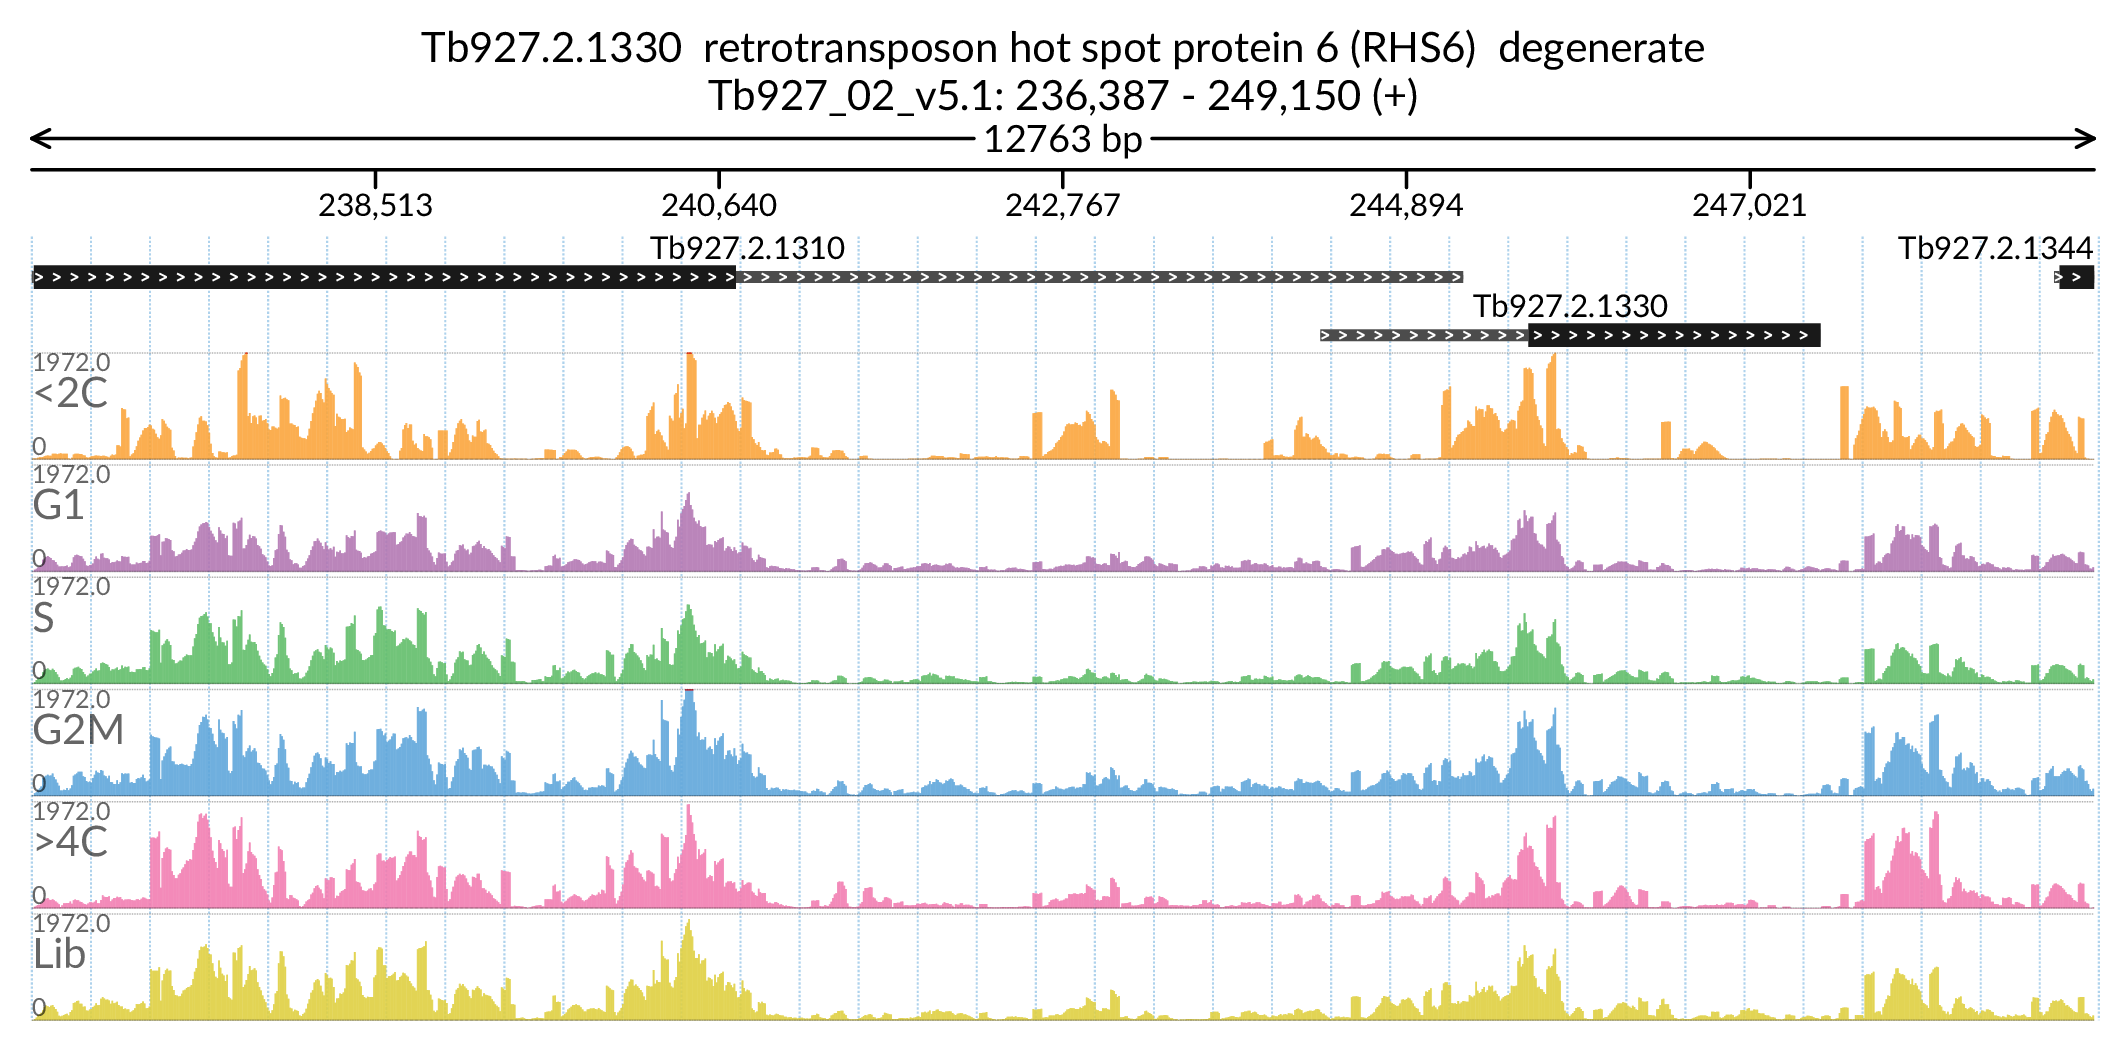 Tb927.2.1330 retrotransposon hot spot protein 6 (RHS6) degenerate
Tb927_02_v5.1: 236,387 - 249,150 (+)
12763 bp
238,513 240,640 242,767 244,894 247,021
Tb927.2.1310 Tb927.2.1344
Tb927.2.1330
1972.0
<2C
0
1972.0
G1
0
1972.0
S
0
1972.0
G2M
0
1972.0
>4C
0
1972.0
Lib
0